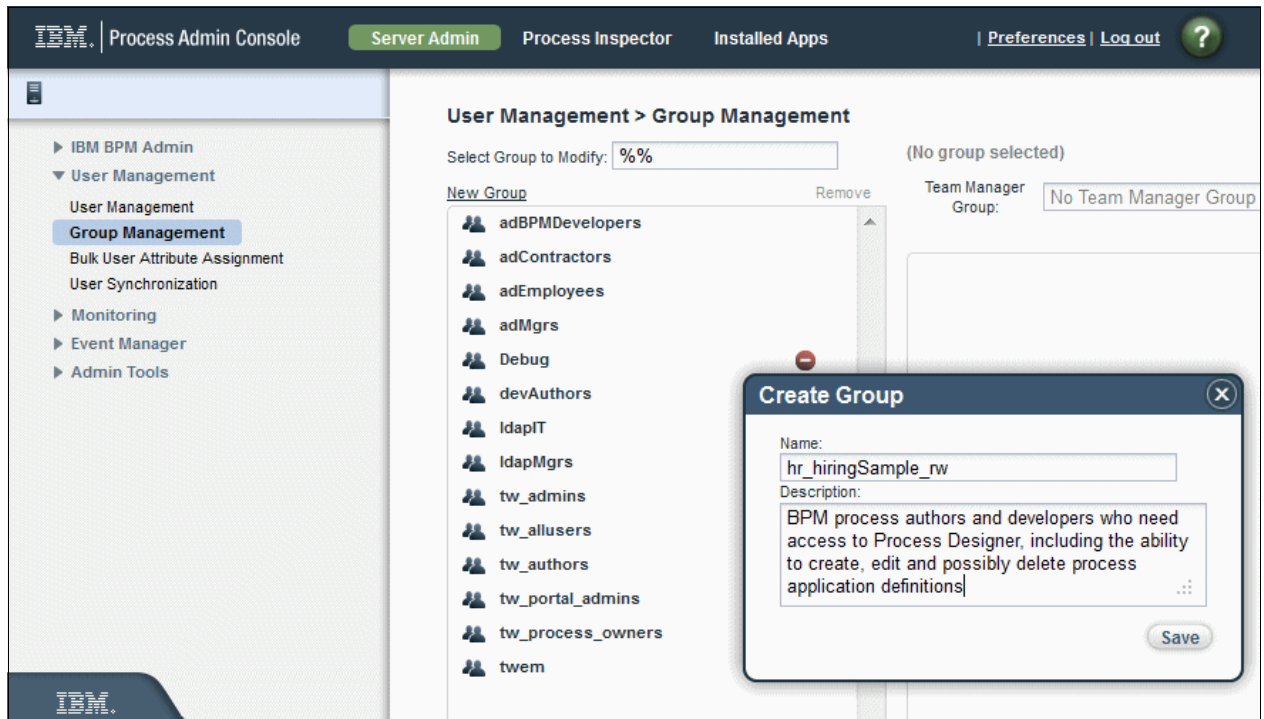 IBM. Process Admin Console Server Admin Process Inspector Installed Apps | Preferences | Log out ?
IBM BPM Admin
User Management
User Management
Group Management
Bulk User Attribute Assignment
User Synchronization
Monitoring
Event Manager
Admin Tools
IBM.
User Management > Group Management
Select Group to Modify: %%
New Group Remove
adBPMDevelopers
adContractors
adEmployees
adMgrs
Debug
devAuthors
ldapIT
ldapMgrs
tw_admins
tw_allusers
tw_authors
tw_portal_admins
tw_process_owners
twem
(No group selected)
Team Manager
Group:
No Team Manager Group
Create Group
Name:
hr_hiringSample_rw
Description:
BPM process authors and developers who need
access to Process Designer, including the ability
to create, edit and possibly delete process
application definitions
Save